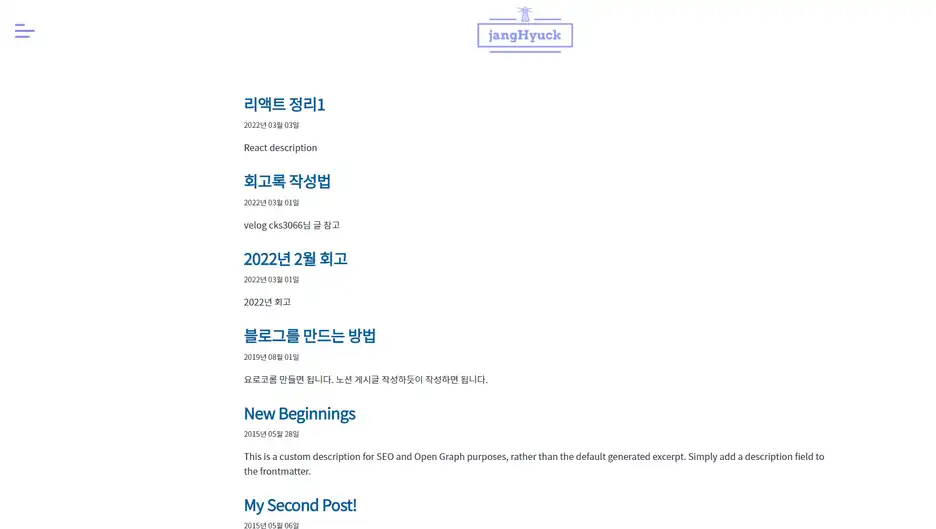 jangHyuck
리액트 정리1
2022년 03월 03일
React description
회고록 작성법
2022년 03월 01일
velog cks3066님 글 참고
2022년 2월 회고
2022년 03월 01일
2022년 회고
블로그를 만드는 방법
2019년 08월 01일
요로코롬 만들면 됩니다. 노션 게시글 작성하듯이 작성하면 됩니다.
New Beginnings
2015년 05월 28일
This is a custom description for SEO and Open Graph purposes, rather than the default generated excerpt. Simply add a description field to
the frontmatter.
My Second Post!
2015년 05월 06일